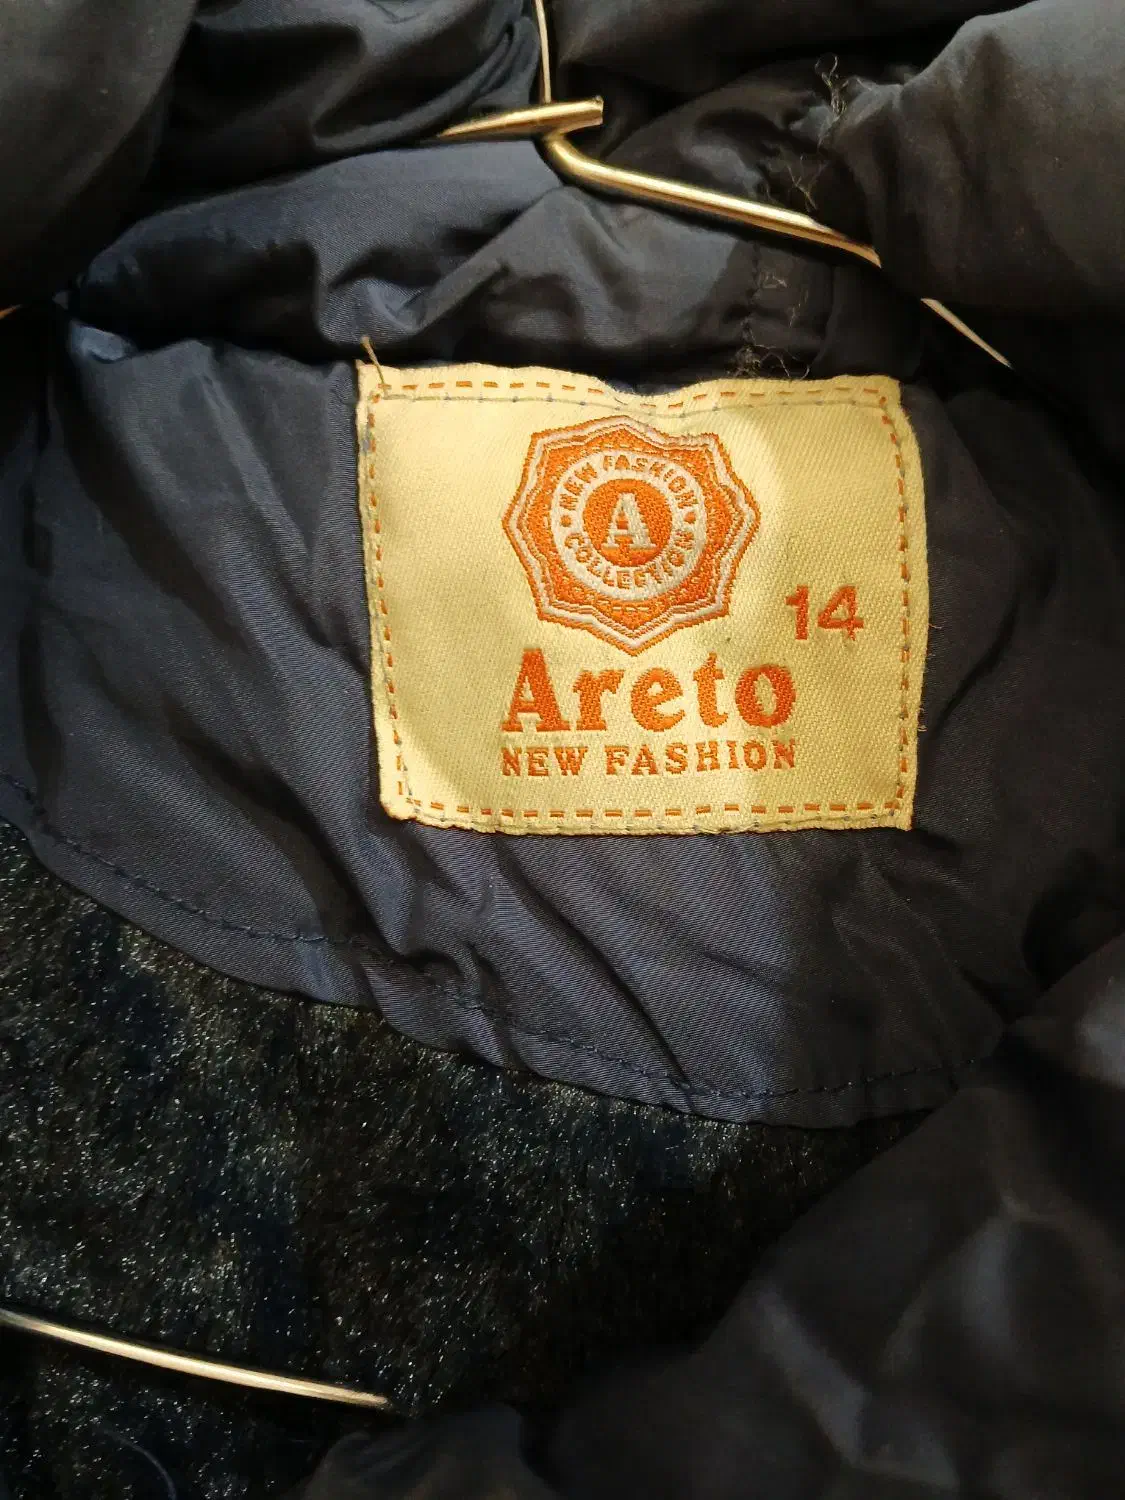 NEW FASHION
A
COLLECTION
14
Areto
NEW FASHION